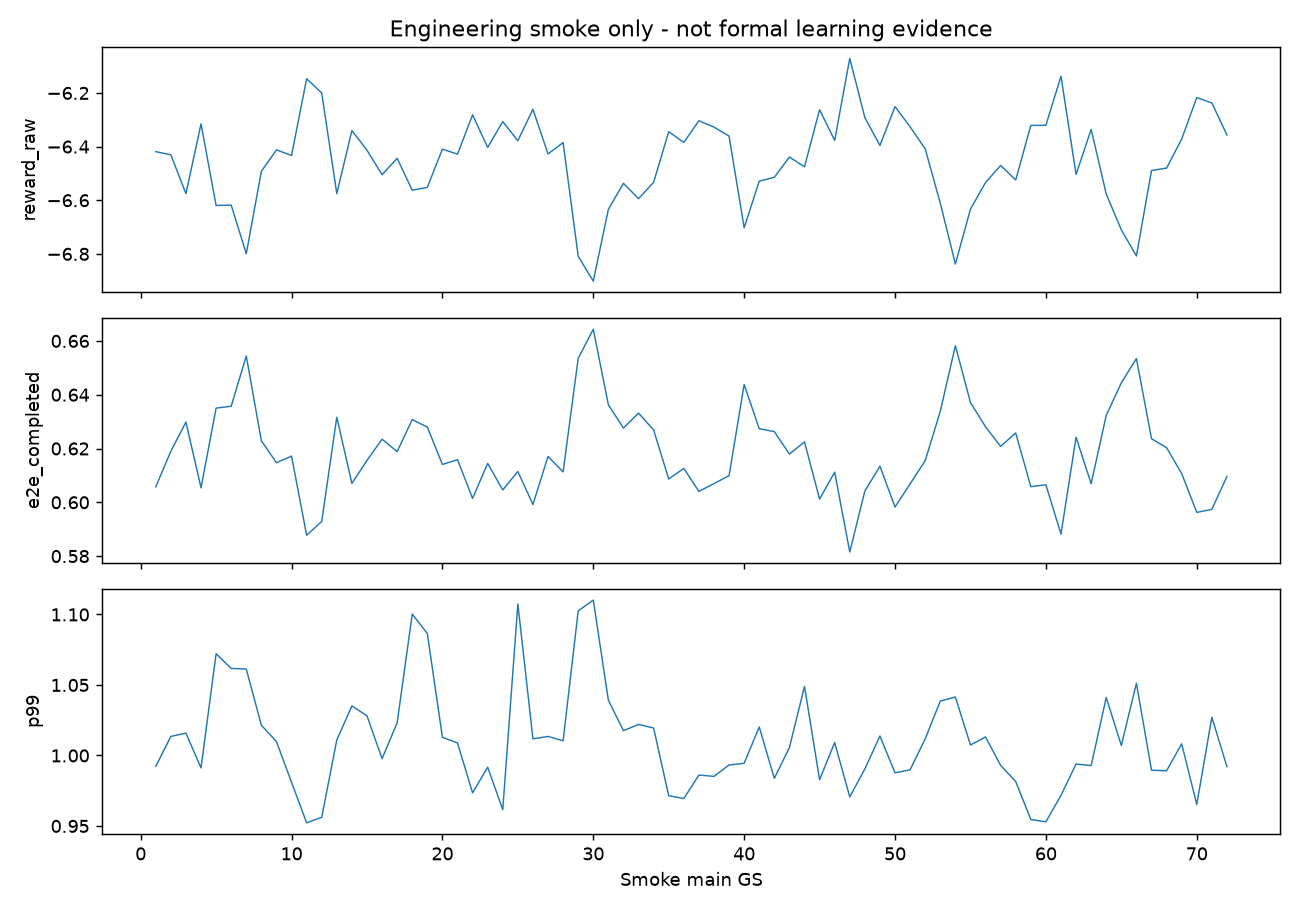 Engineering smoke only - not formal learning evidence
reward_raw
−6.2
−6.4
−6.6
−6.8
e2e_completed
0.66
0.64
0.62
0.60
0.58
p99
1.10
1.05
1.00
0.95
0 10 20 30 40 50 60 70
Smoke main GS